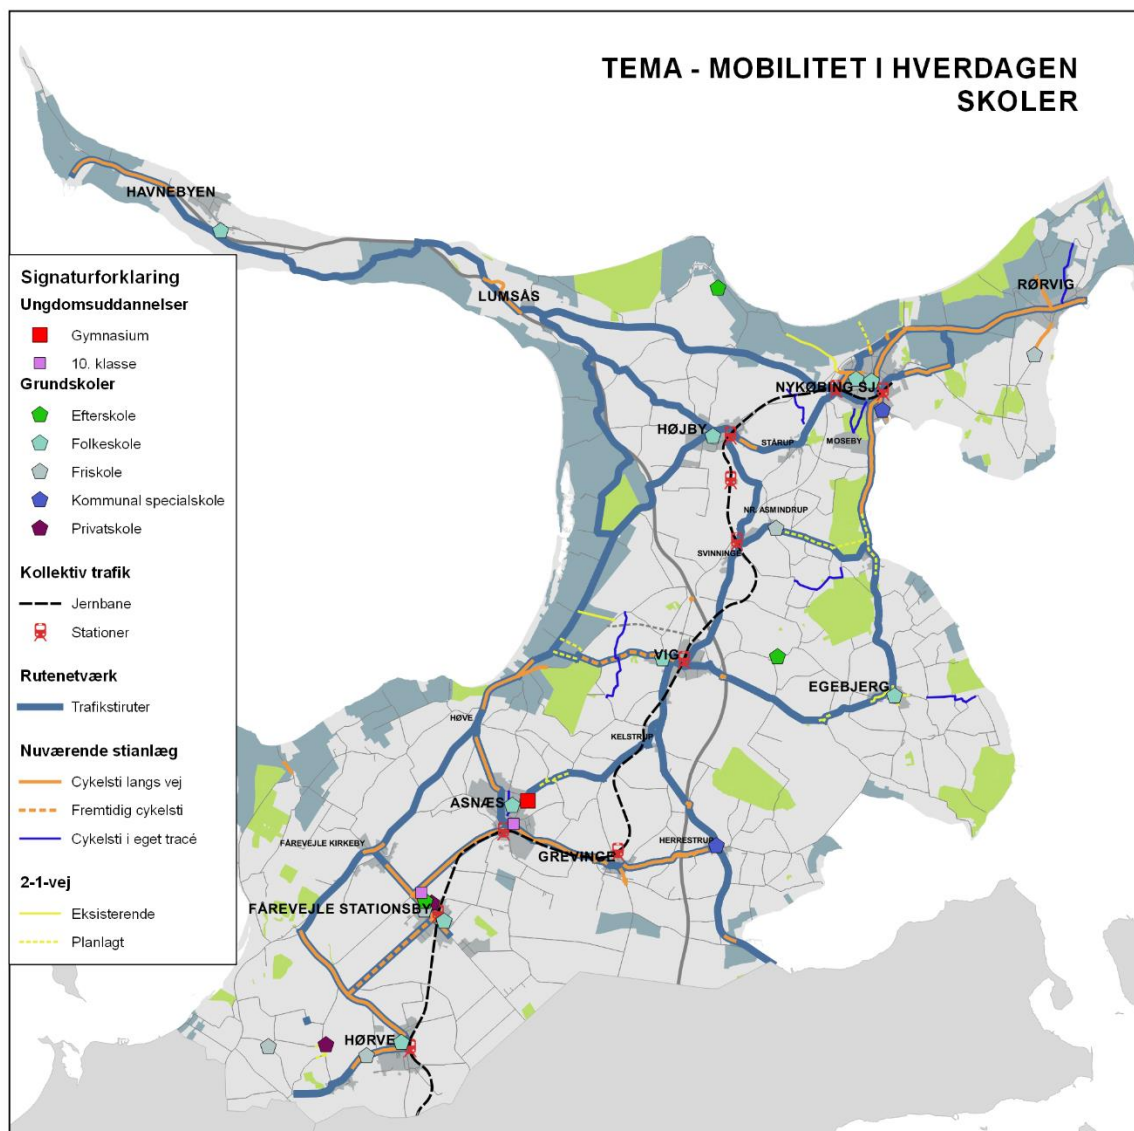 TEMA - MOBILITET I HVERDAGEN
SKOLER
HAVNEBYEN
LUMSÅS
RØRVIG
NYKØBING SJ.
HØJBY
STÅRUP
MOSEBY
NR. ASMINDRUP
SVINNINGE
VIG
EGEBJERG
HØVE
KELSTRUP
ASNÆS
FÅREVEJLE KIRKEBY
GREVINGE
HERRESTRUP
FÅREVEJLE STATIONSBY
HØRVE
Signaturforklaring
Ungdomsuddannelser
Gymnasium
10. klasse
Grundskoler
Efterskole
Folkeskole
Friskole
Kommunal specialskole
Privatskole
Kollektiv trafik
Jernbane
Stationer
Rutenetværk
Trafikstiruter
Nuværende stianlæg
Cykelsti langs vej
Fremtidig cykelsti
Cykelsti i eget tracé
2-1-vej
Eksisterende
Planlagt